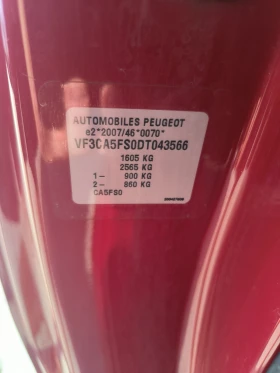 AUTOMOBILES PEUGEOT
e2*2007/46*0070*
VF3CA5FS0DT043566
1605 KG
2565 KG
1- 900 KG
2- 860 KG
CA5FS0